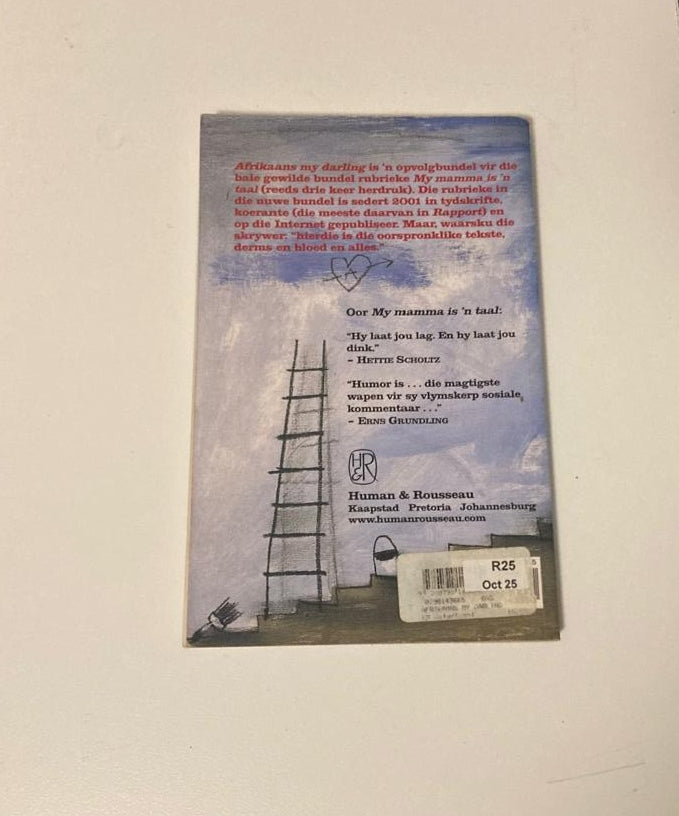 Afrikaans my darling is 'n opvolgbundel vir die
baie gewilde bundel rubrieke My mamma is 'n
taal (reeds drie keer herdruk). Die rubrieke in
die nuwe bundel is sedert 2001 in tydskrifte,
koerante (die meeste daarvan in Rapport) en
op die Internet gepubliseer. Maar, waarsku die
skrywer: "hierdie is die oorspronklike tekste,
derms en bloed en alles."
Oor My mamma is 'n taal:
"Hy laat jou lag. En hy laat jou
dink."
– HETTIE SCHOLTZ
"Humor is . . . die magtigste
wapen vir sy vlymskerp sosiale
kommentaar . . ."
– ERNS GRUNDLING
H&R
Human & Rousseau
Kaapstad Pretoria Johannesburg
www.humanrousseau.com
R25
Oct 25
AFRIKAANS MY DARLING